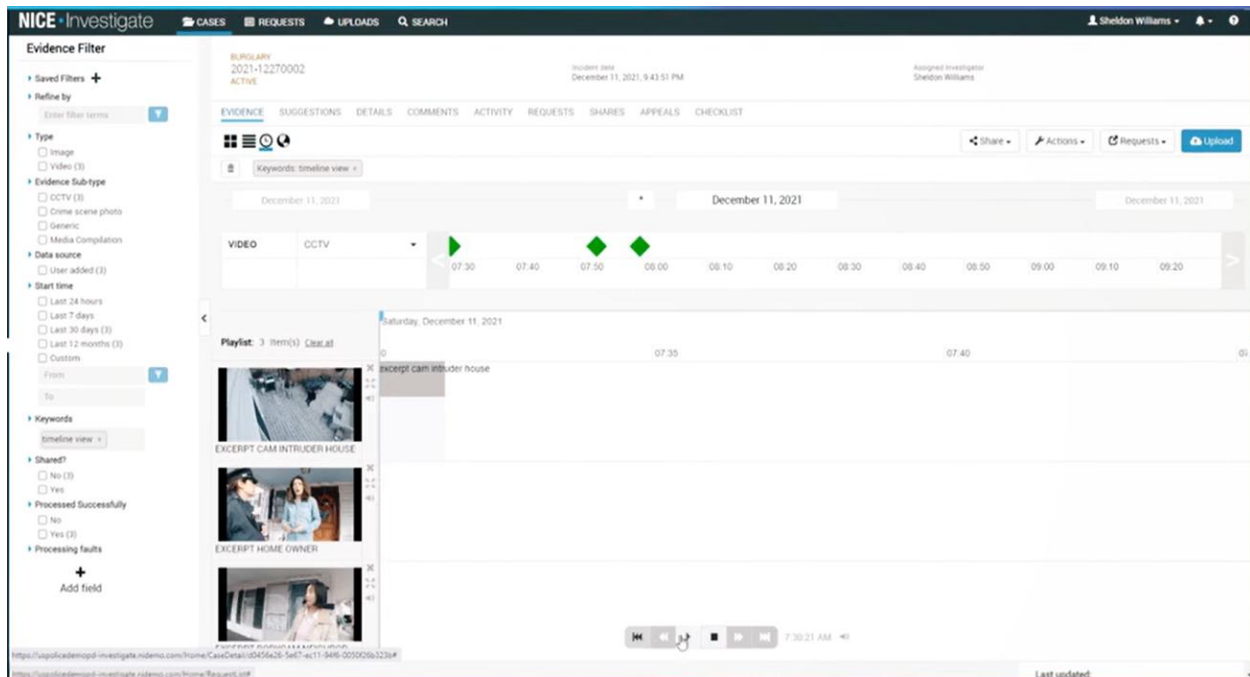 NICE • Investigate
CASES
REQUESTS
UPLOADS
SEARCH
Sheldon Williams
Evidence Filter
Saved Filters
Refine by
Enter filter terms
Type
Image
Video (3)
Evidence Sub-type
CCTV (3)
Crime scene photo
Generic
Media Compilation
Data source
User added (3)
Start time
Last 24 hours
Last 7 days
Last 30 days (3)
Last 12 months (3)
Custom
From
To
Keywords
timeline view ×
Shared?
No (3)
Yes
Processed Successfully
No
Yes (3)
Processing faults
Add field
BURGLARY
2021-12270002
ACTIVE
Incident date
December 11, 2021, 9:43:51 PM
Assigned Investigator
Sheldon Williams
EVIDENCE
SUGGESTIONS
DETAILS
COMMENTS
ACTIVITY
REQUESTS
SHARES
APPEALS
CHECKLIST
Share
Actions
Requests
Upload
Keywords: timeline view ×
December 11, 2021
December 11, 2021
December 11, 2021
VIDEO
CCTV
07:30
07:40
07:50
08:00
08:10
08:20
08:30
08:40
08:50
09:00
09:10
09:20
Saturday, December 11, 2021
Playlist: 3 Item(s) Clear all
07:35
07:40
excerpt cam intruder house
EXCERPT CAM INTRUDER HOUSE
EXCERPT HOME OWNER
EXCERPT BODYCAM NEIGHBOR
7:30:21 AM
Last updated: